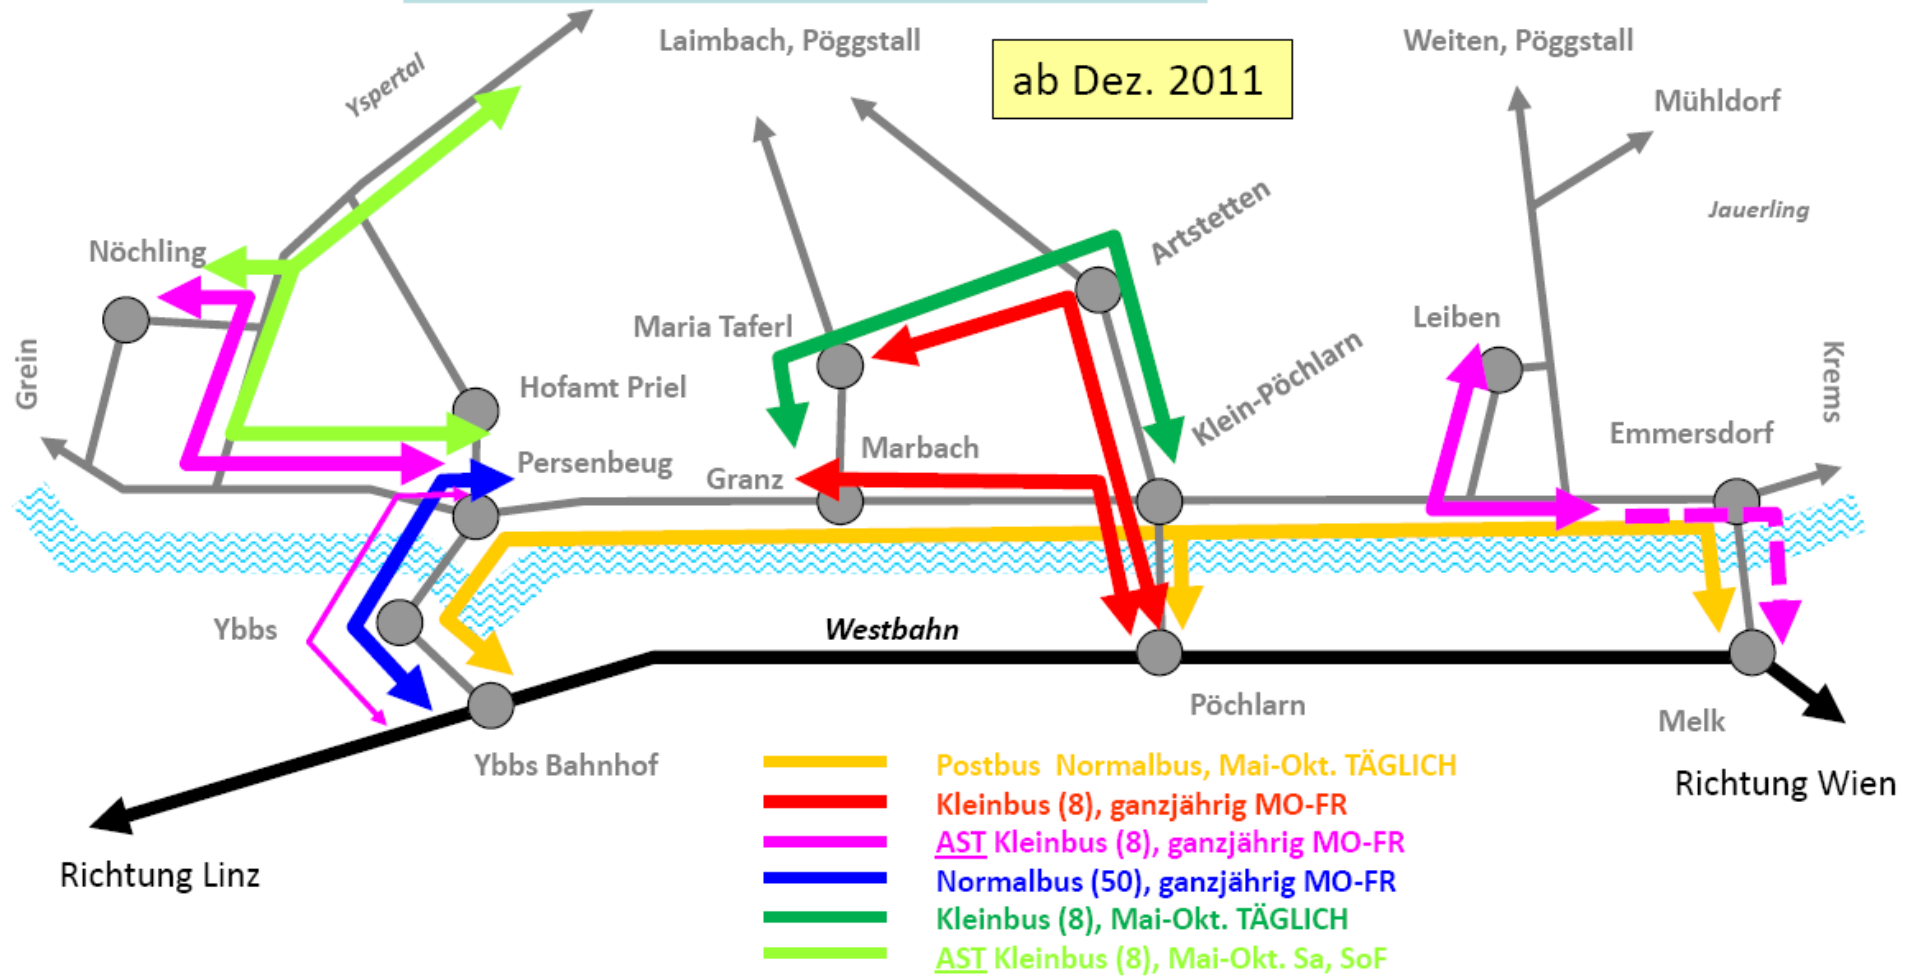 Laimbach, Pöggstall
Weiten, Pöggstall
ab Dez. 2011
Yspertal
Mühldorf
Jauerling
Artstetten
Nöchling
Maria Taferl
Leiben
Grein
Krems
Hofamt Priel
Klein-Pöchlarn
Marbach
Emmersdorf
Persenbeug
Granz
Ybbs
Westbahn
Pöchlarn
Melk
Ybbs Bahnhof
Richtung Wien
Richtung Linz
Postbus Normalbus, Mai-Okt. TÄGLICH
Kleinbus (8), ganzjährig MO-FR
AST Kleinbus (8), ganzjährig MO-FR
Normalbus (50), ganzjährig MO-FR
Kleinbus (8), Mai-Okt. TÄGLICH
AST Kleinbus (8), Mai-Okt. Sa, SoF